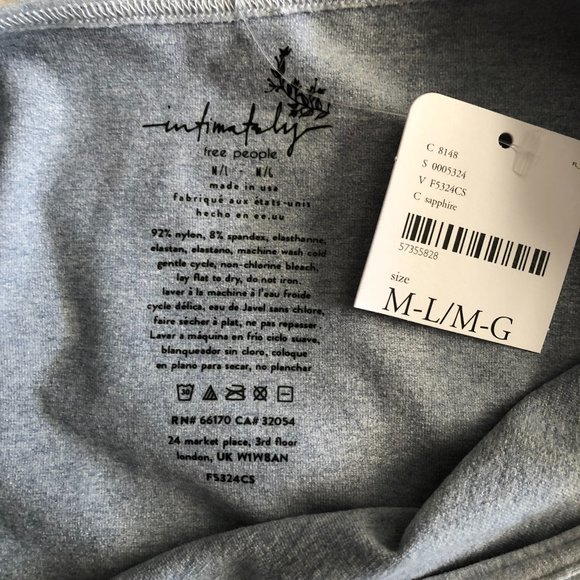 intimately
free people
M/L - M/G
made in usa
fabriqué aux états-unis
hecho en ee.uu
92% nylon, 8% spandex, elasthanne,
elastan, elastano, machine wash cold
gentle cycle, non-chlorine bleach,
lay flat to dry, do not iron.
laver à la machine à l'eau froide
cycle délica, eau de Javel sans chlore,
faire sécher à plat, ne pas repasser.
Lavar a máquina en frío ciclo suave,
blanqueador sin cloro, coloque
en plano para secar, no planchar
30
RN# 66170 CA# 32054
24 market place, 3rd floor
london, UK W1W8AN
F5324CS
C 8148
S 0005324
V F5324CS
C sapphire
57355828
size
M-L/M-G